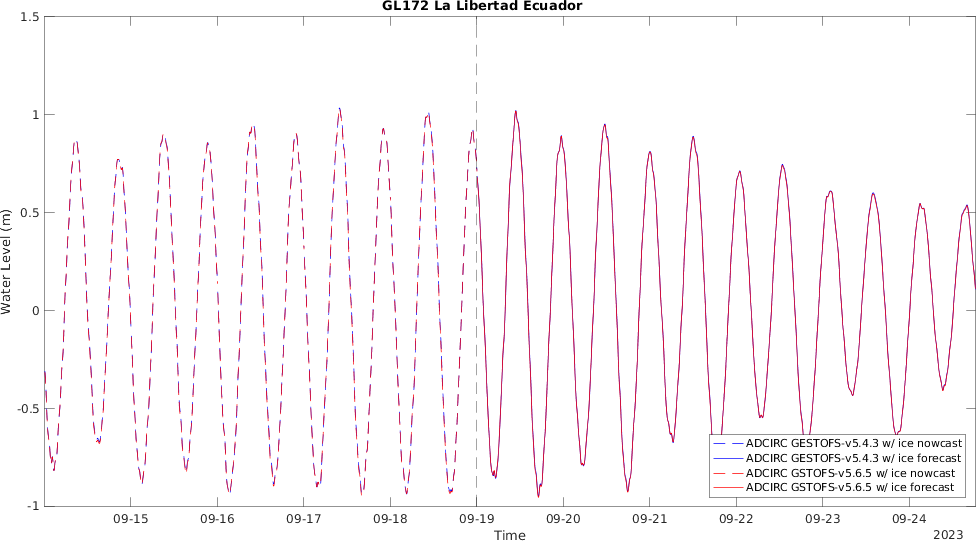 GL172 La Libertad Ecuador
1.5
1
0.5
0
-0.5
-1
Water Level (m)
ADCIRC GESTOFS-v5.4.3 w/ ice nowcast
ADCIRC GESTOFS-v5.4.3 w/ ice forecast
ADCIRC GSTOFS-v5.6.5 w/ ice nowcast
ADCIRC GSTOFS-v5.6.5 w/ ice forecast
09-15 09-16 09-17 09-18 09-19 09-20 09-21 09-22 09-23 09-24
Time
2023